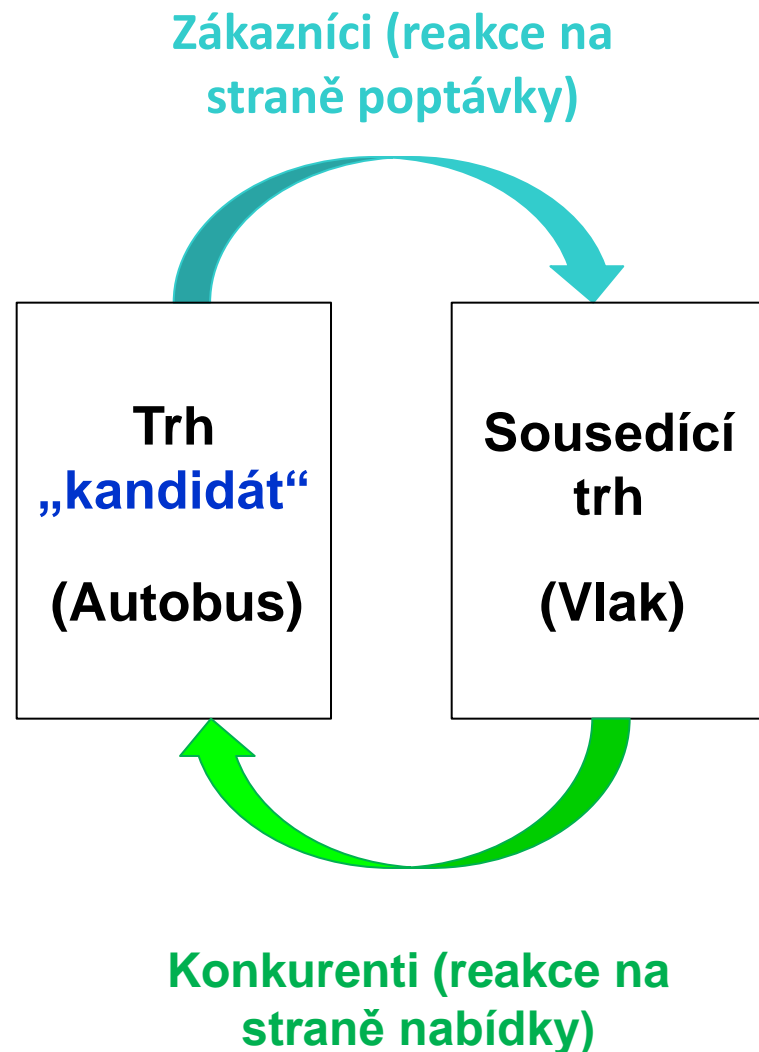 Zákazníci (reakce na
straně poptávky)
Trh
„kandidát“
(Autobus)
Sousedící
trh
(Vlak)
Konkurenti (reakce na
straně nabídky)